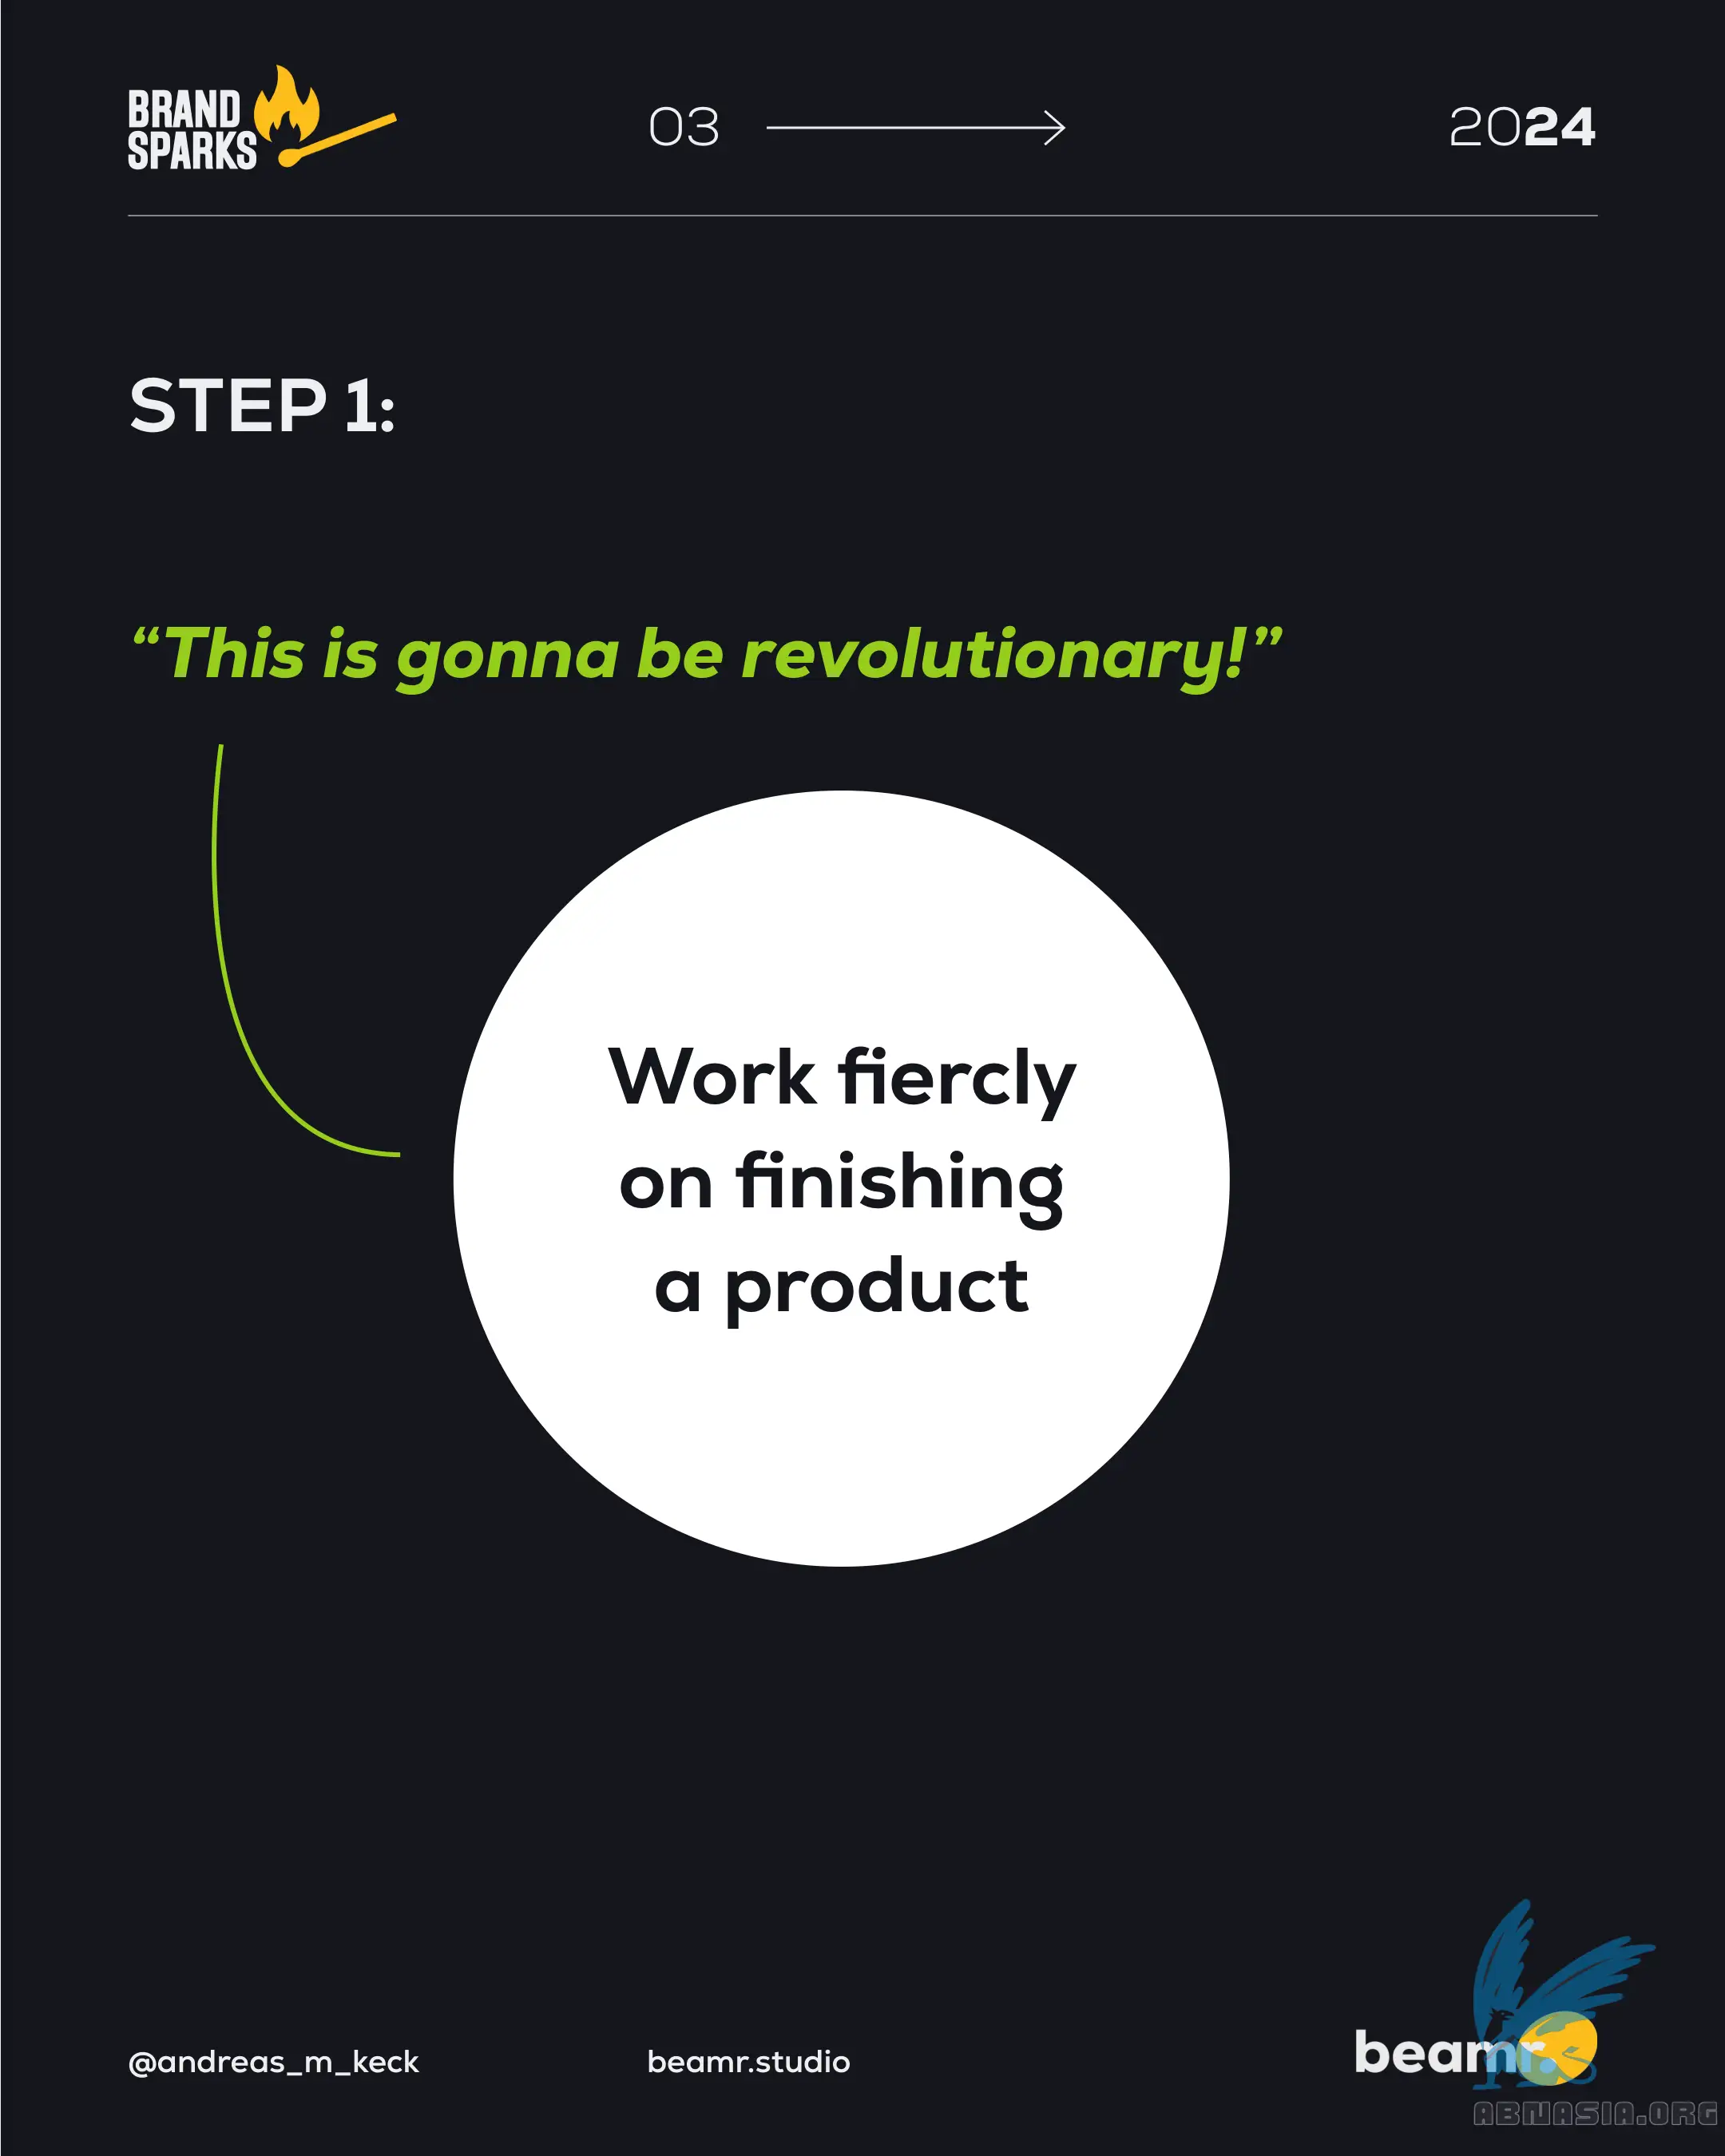 BRAND
SPARKS
03
2024
STEP 1:
“This is gonna be revolutionary!”
Work fiercly
on finishing
a product
@andreas_m_keck
beamr.studio
beamr.
ABNASIA.ORG